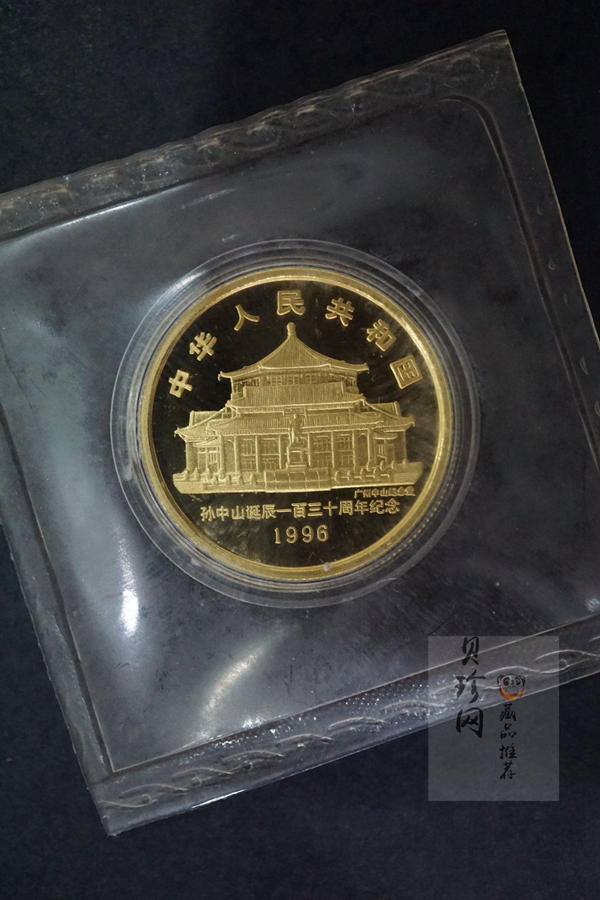 中华人民共和国
广州中山纪念堂
孙中山诞辰一百三十周年纪念
1996
贝珍网
藏品推荐